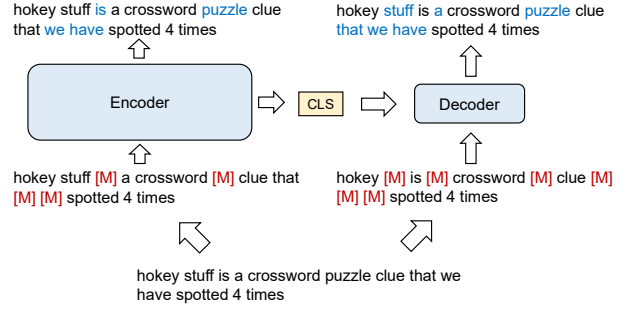 hokey stuff is a crossword puzzle clue
that we have spotted 4 times
hokey stuff is a crossword puzzle clue
that we have spotted 4 times
Encoder
CLS
Decoder
hokey stuff [M] a crossword [M] clue that
[M] [M] spotted 4 times
hokey [M] is [M] crossword [M] clue [M]
[M] [M] spotted 4 times
hokey stuff is a crossword puzzle clue that we
have spotted 4 times